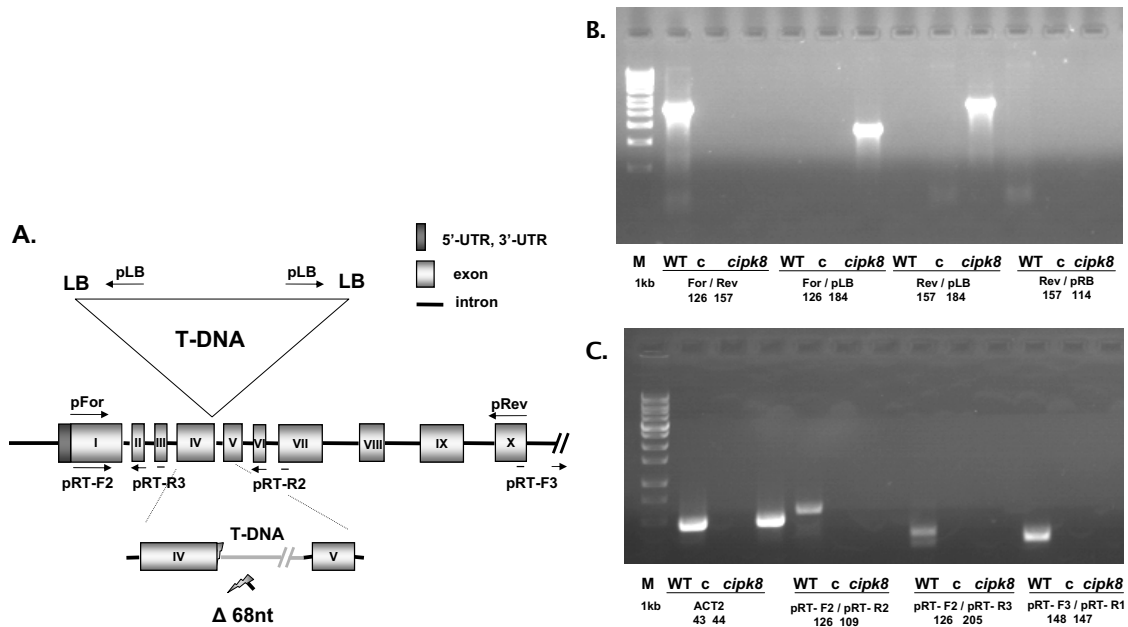 A.
5'-UTR, 3'-UTR
exon
intron
LB pLB pLB LB
T-DNA
pFor pRev
I II III IV V VI VII VIII IX X
pRT-F2 pRT-R3 pRT-R2 pRT-F3
T-DNA
IV V
Δ 68nt
B.
M WT c cipk8 WT c cipk8 WT c cipk8 WT c cipk8
1kb For / Rev For / pLB Rev / pLB Rev / pRB
126 157 126 184 157 184 157 114
C.
M WT c cipk8 WT c cipk8 WT c cipk8 WT c cipk8
1kb ACT2 pRT- F2 / pRT- R2 pRT- F2 / pRT- R3 pRT- F3 / pRT- R1
43 44 126 109 126 205 148 147